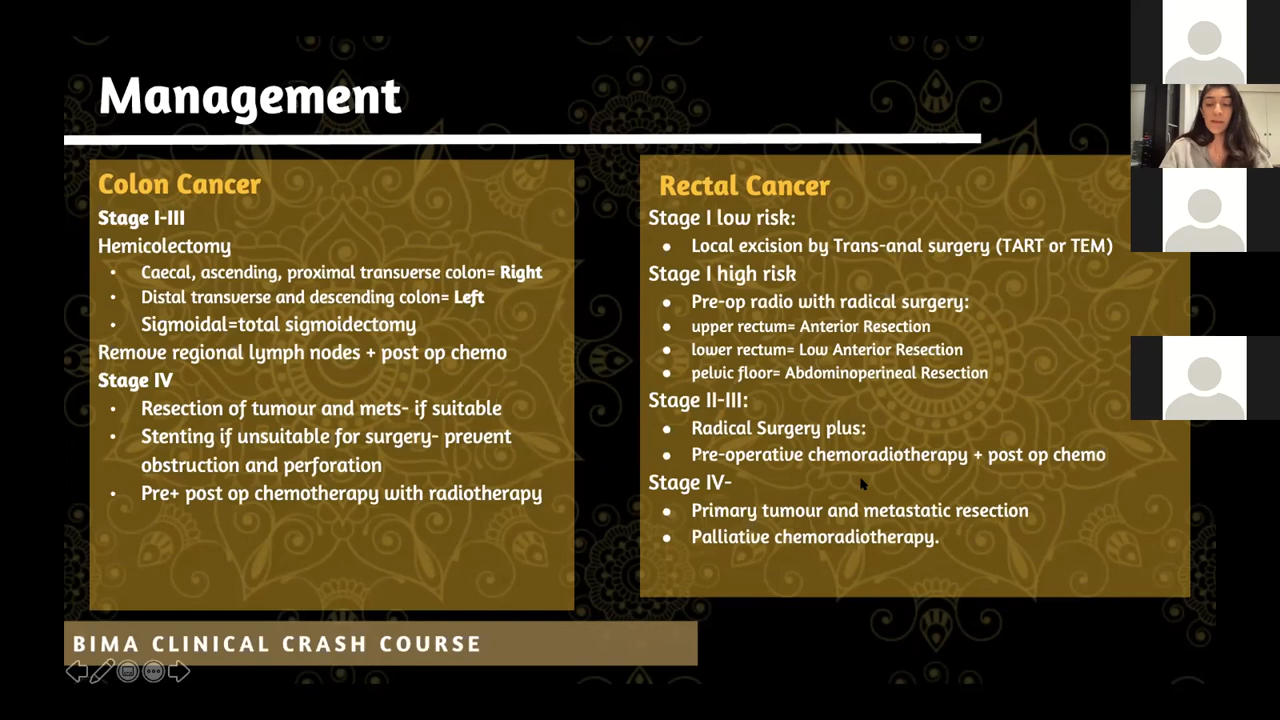 Management
Colon Cancer
Stage I-III
Hemicolectomy
• Caecal, ascending, proximal transverse colon= Right
• Distal transverse and descending colon= Left
• Sigmoidal=total sigmoidectomy
Remove regional lymph nodes + post op chemo
Stage IV
• Resection of tumour and mets- if suitable
• Stenting if unsuitable for surgery- prevent
obstruction and perforation
• Pre+ post op chemotherapy with radiotherapy
Rectal Cancer
Stage I low risk:
• Local excision by Trans-anal surgery (TART or TEM)
Stage I high risk
• Pre-op radio with radical surgery:
• upper rectum= Anterior Resection
• lower rectum= Low Anterior Resection
• pelvic floor= Abdominoperineal Resection
Stage II-III:
• Radical Surgery plus:
• Pre-operative chemoradiotherapy + post op chemo
Stage IV-
• Primary tumour and metastatic resection
• Palliative chemoradiotherapy.
BIMA CLINICAL CRASH COURSE